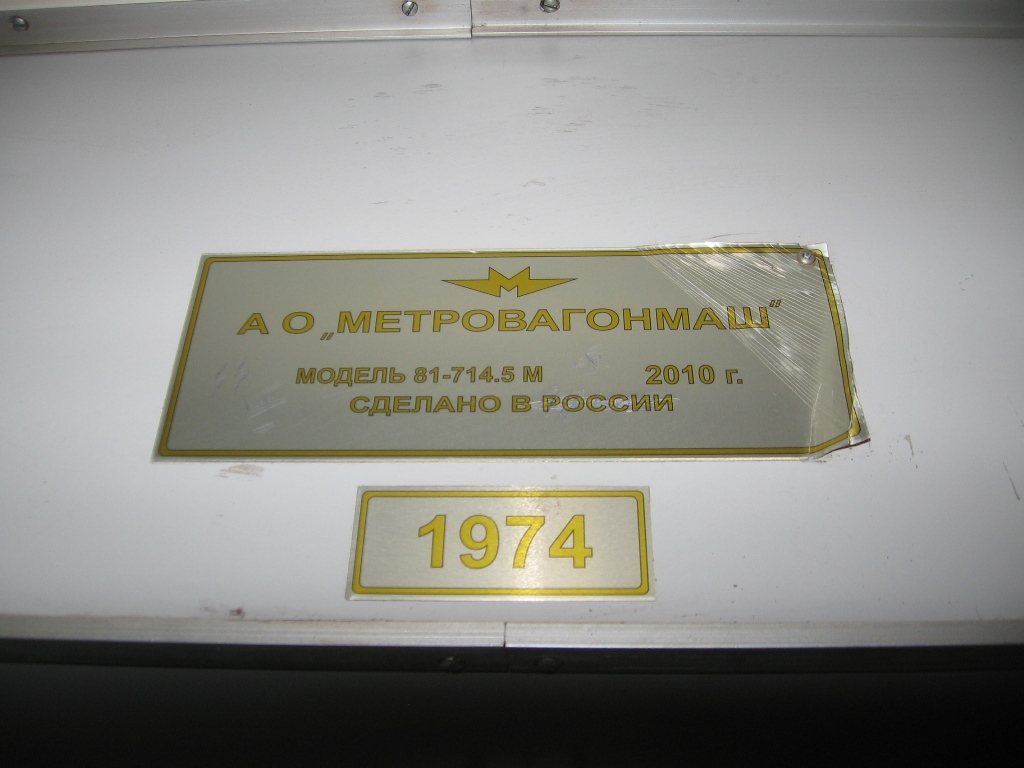 М
А О „МЕТРОВАГОНМАШ"
МОДЕЛЬ 81-714.5 М 2010 г.
СДЕЛАНО В РОССИИ
1974